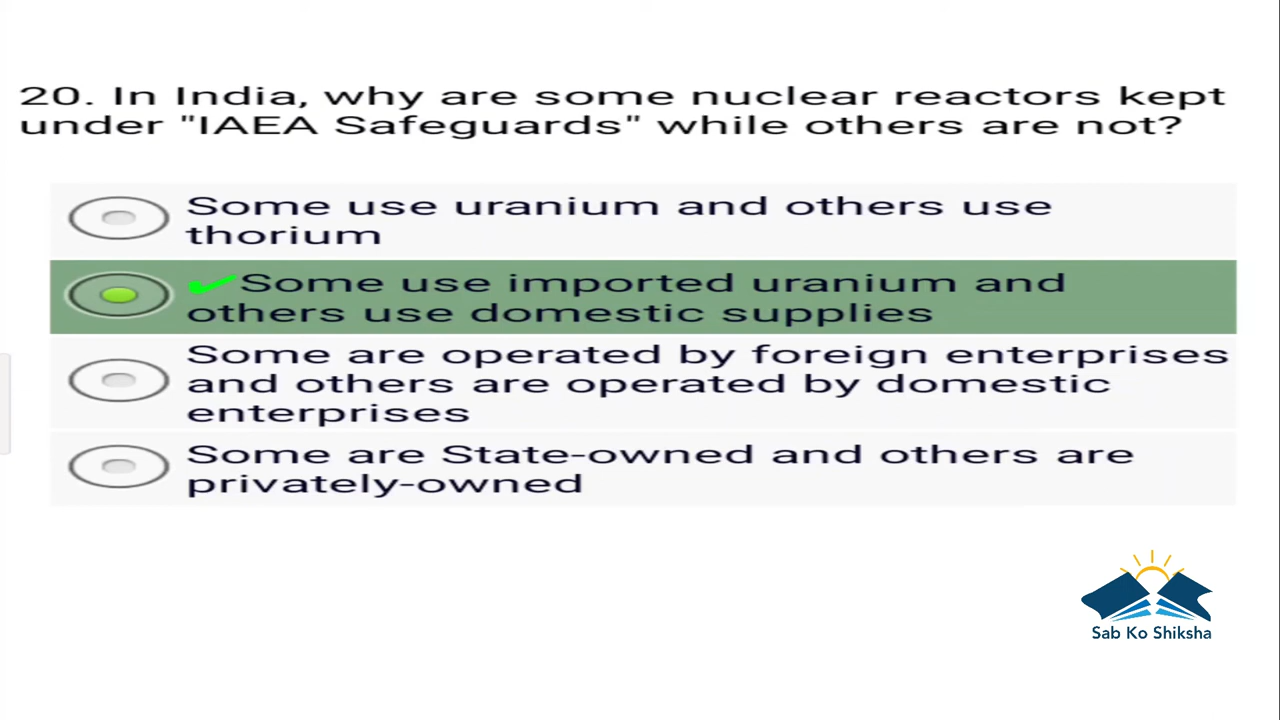 20. In India, why are some nuclear reactors kept
under "IAEA Safeguards" while others are not?
Some use uranium and others use
thorium
✔Some use imported uranium and
others use domestic supplies
Some are operated by foreign enterprises
and others are operated by domestic
enterprises
Some are State-owned and others are
privately-owned
Sab Ko Shiksha